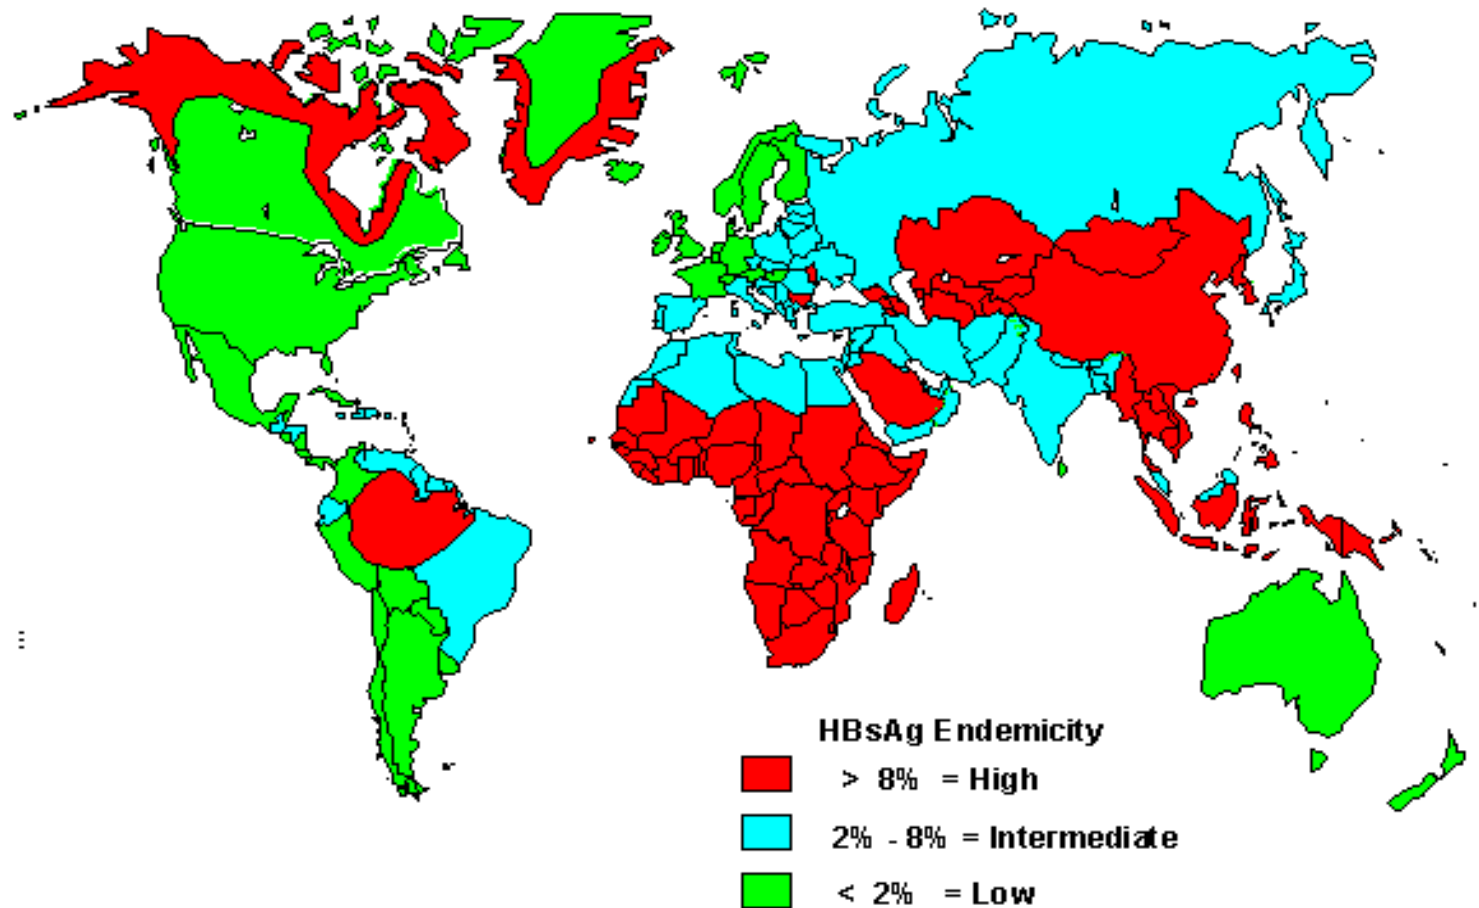 HBsAg Endemicity
> 8% = High
2% - 8% = Intermediate
< 2% = Low